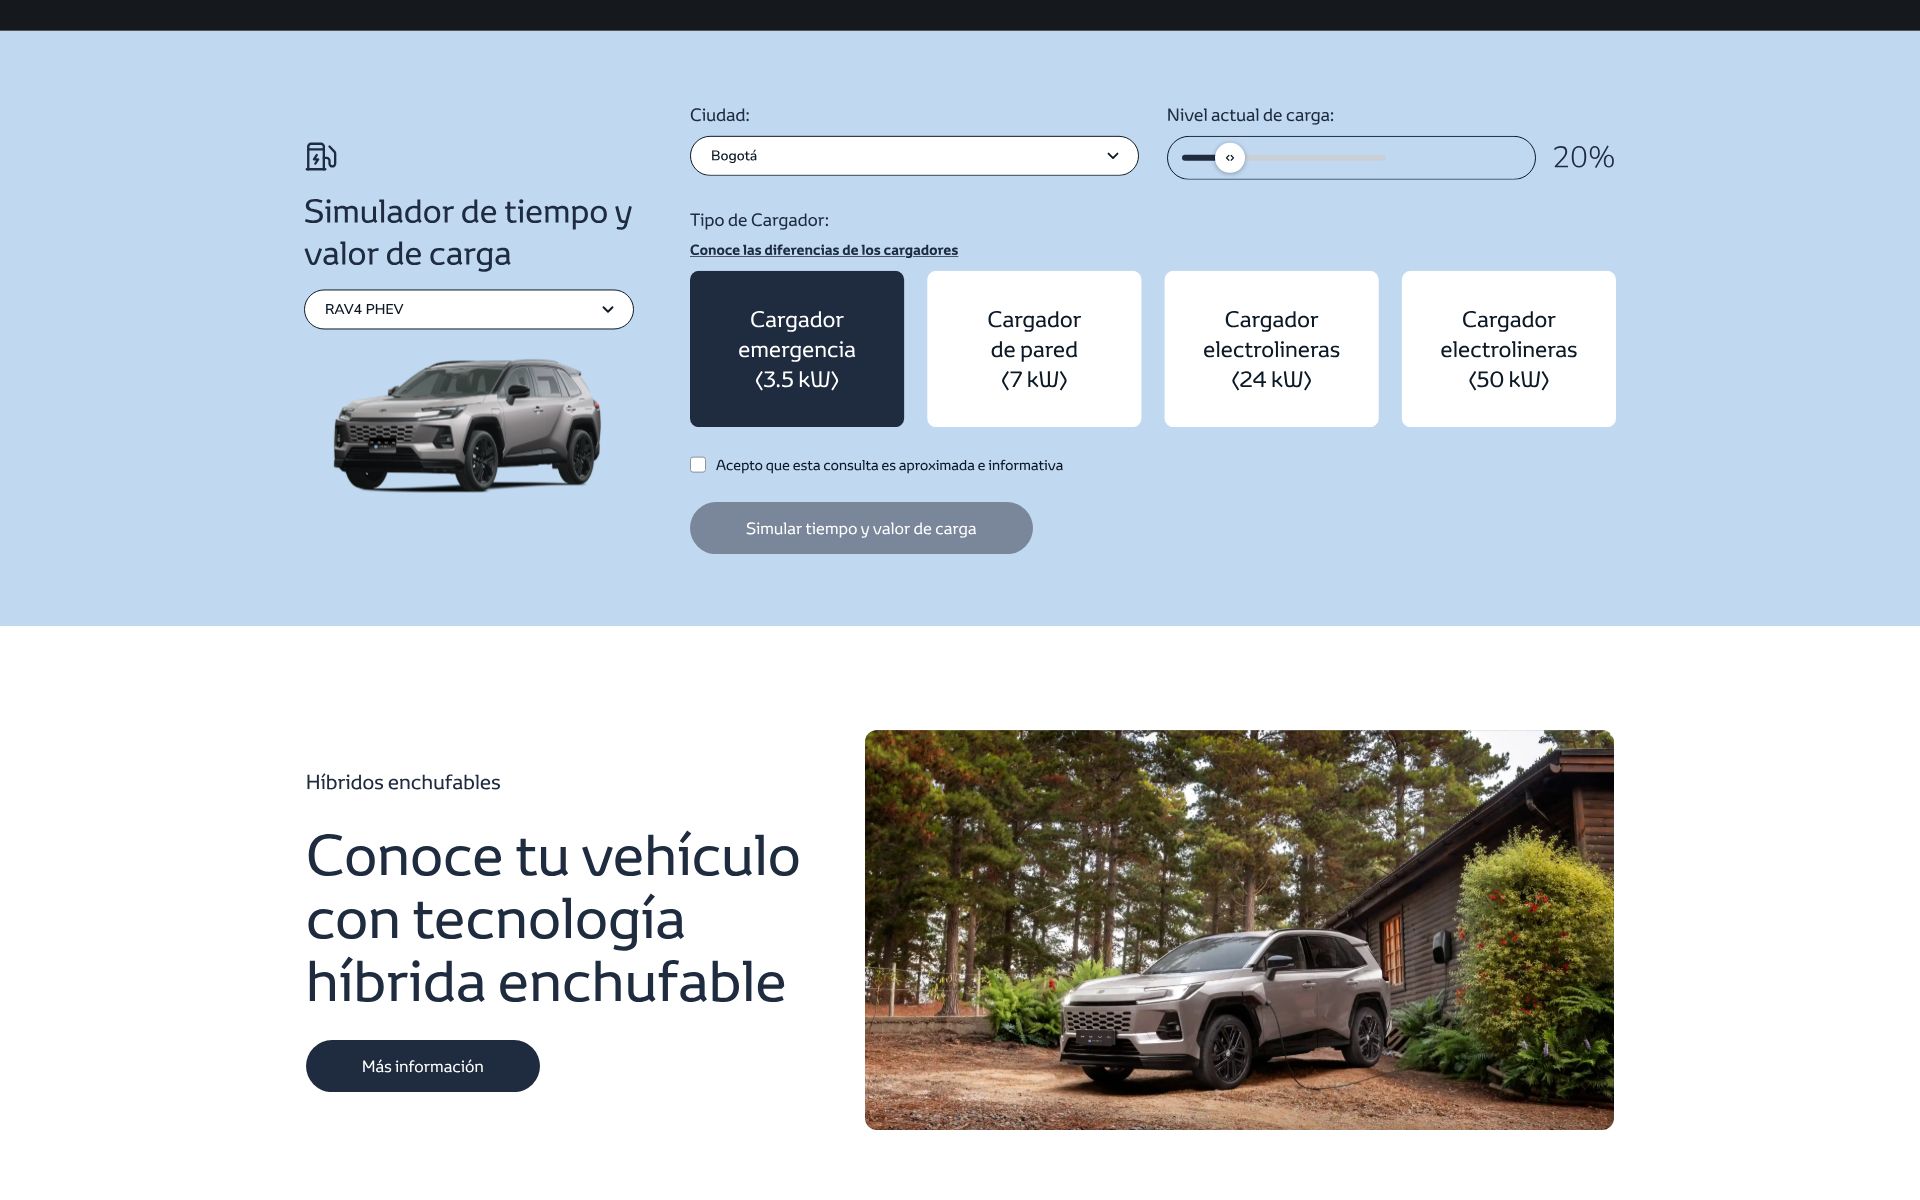 Simulador de tiempo y
valor de carga
RAV4 PHEV
Ciudad:
Bogotá
Nivel actual de carga:
20%
Tipo de Cargador:
Conoce las diferencias de los cargadores
Cargador
emergencia
(3.5 kW)
Cargador
de pared
(7 kW)
Cargador
electrolineras
(24 kW)
Cargador
electrolineras
(50 kW)
Acepto que esta consulta es aproximada e informativa
Simular tiempo y valor de carga
Híbridos enchufables
Conoce tu vehículo
con tecnología
híbrida enchufable
Más información